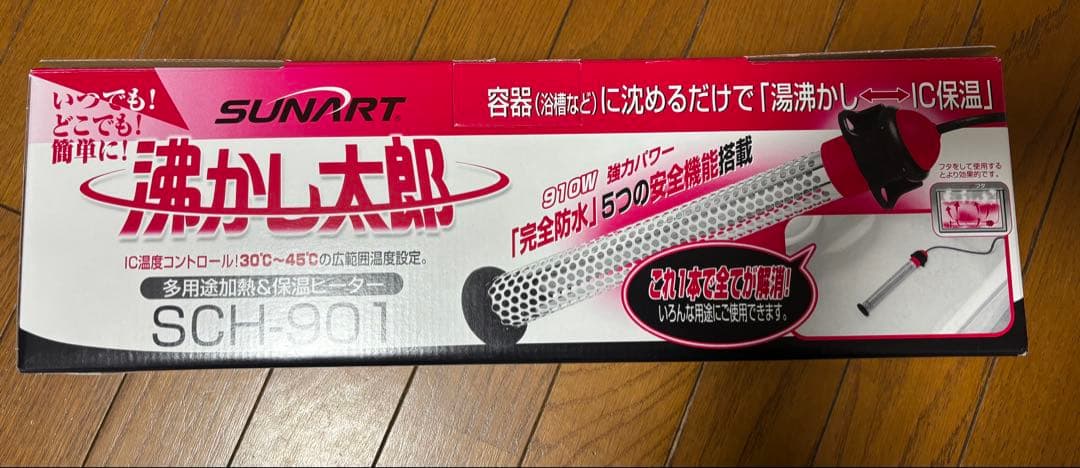 いつでも!
どこでも!
簡単に!
SUNART
容器(浴槽など)に沈めるだけで「湯沸かし⟷IC保温」
沸かし太郎
910W 強力パワー
「完全防水」5つの安全機能搭載
フタをして使用すると
より効果的です。
フタ
IC温度コントロール!30℃~45℃の広範囲温度設定。
多用途加熱&保温ヒーター
SCH-901
これ1本で全てが解消!
いろんな用途にご使用できます。